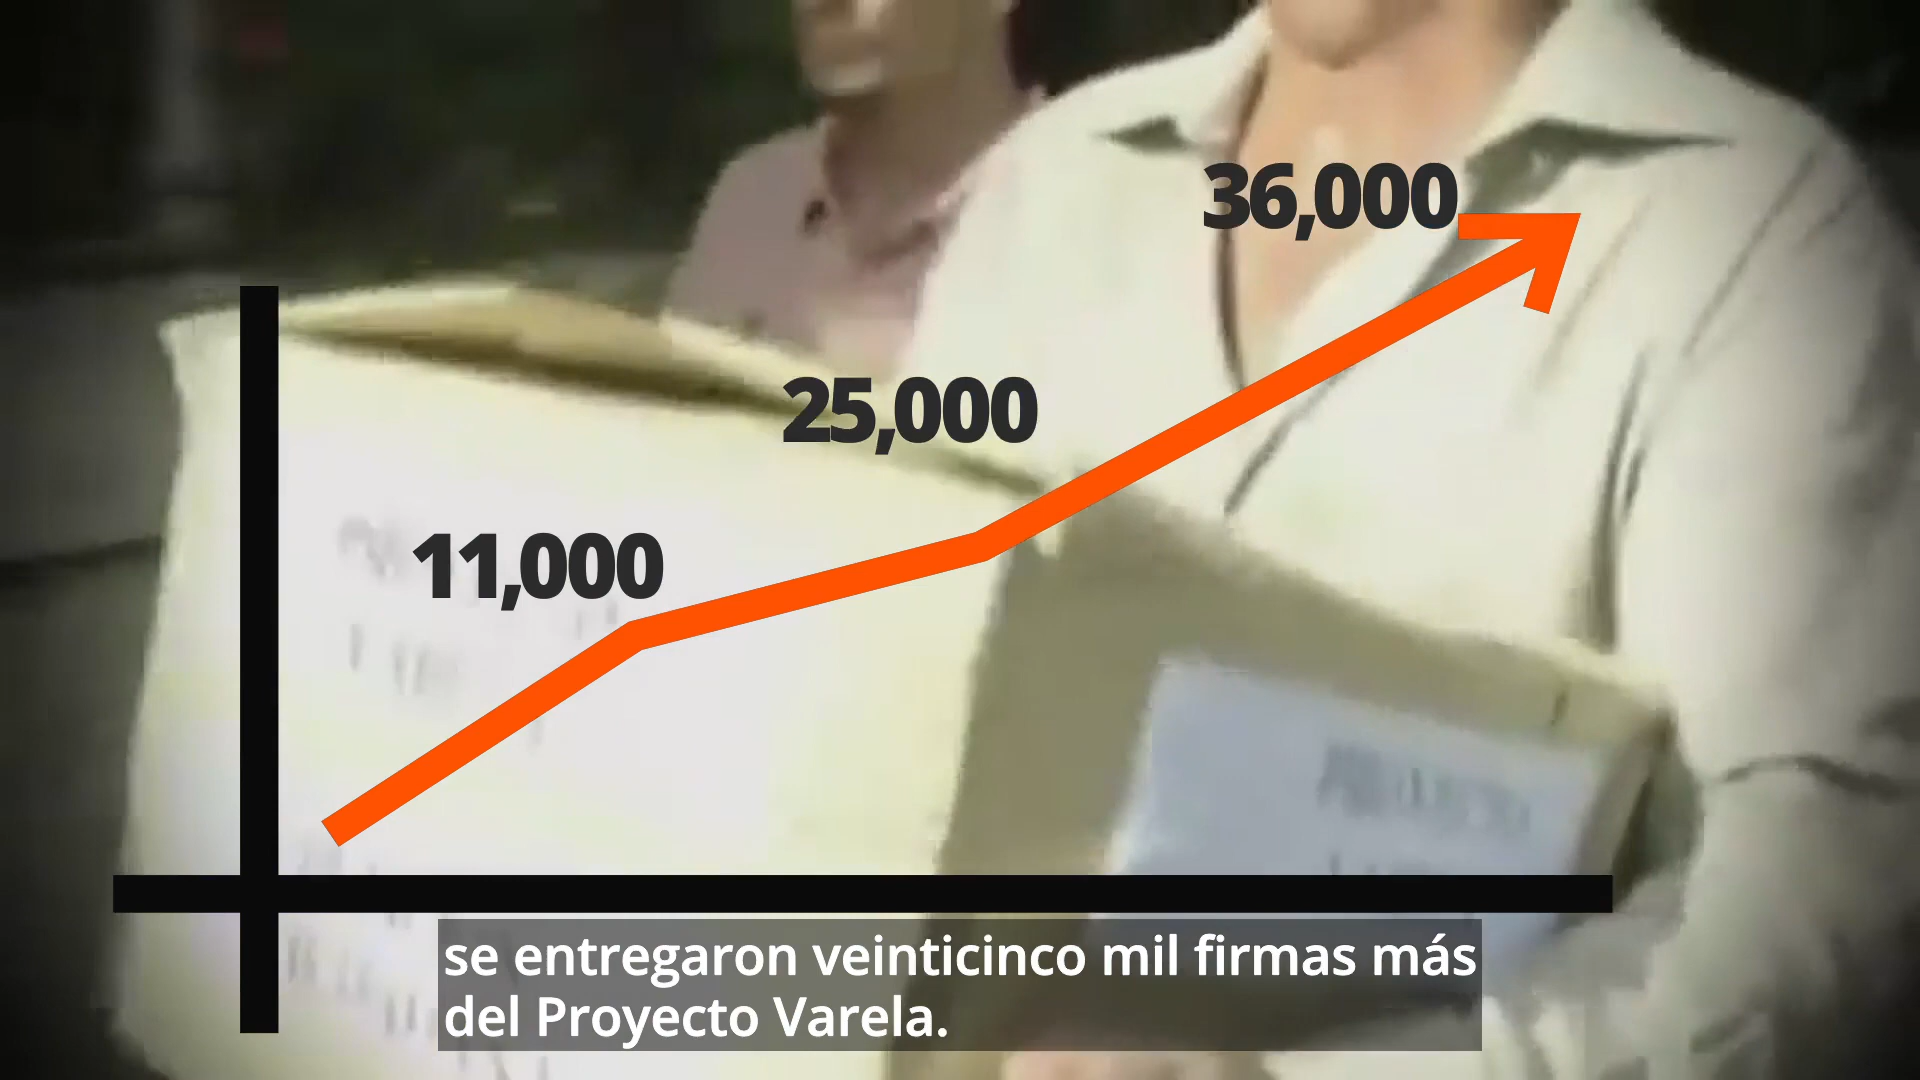 36,000
25,000
11,000
se entregaron veinticinco mil firmas más
del Proyecto Varela.